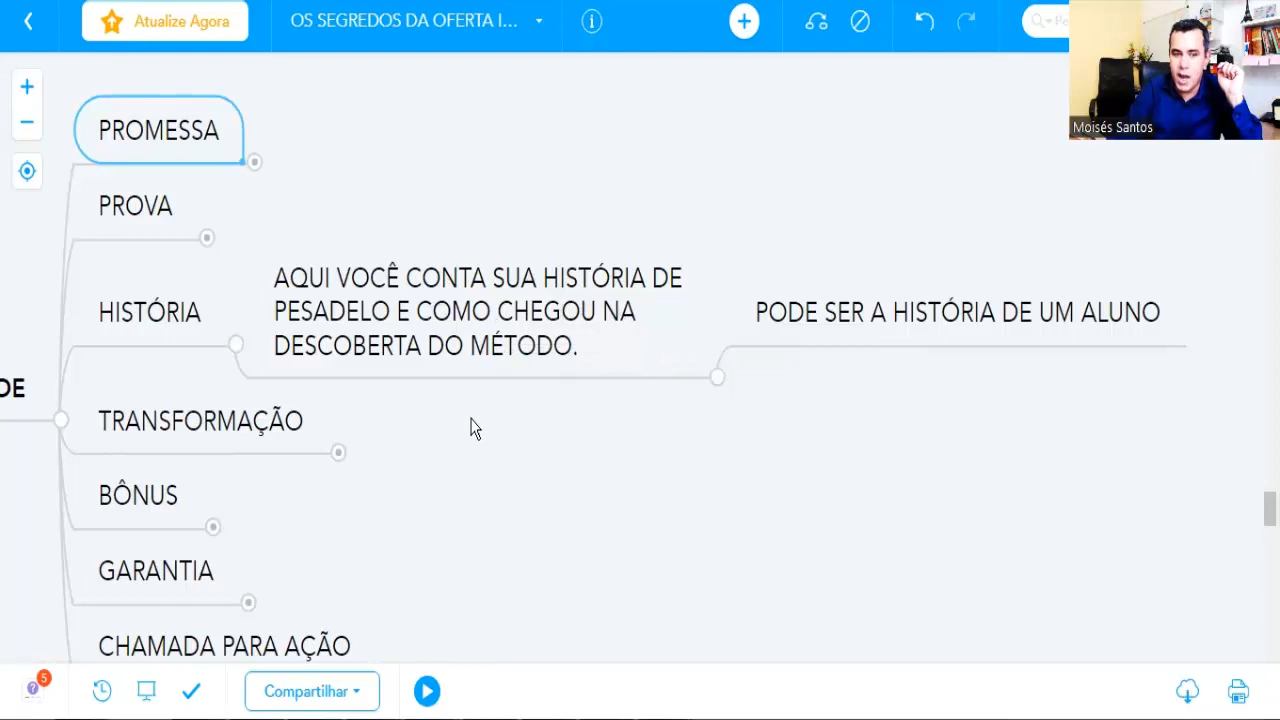 Atualize Agora
OS SEGREDOS DA OFERTA I...
Moisés Santos
PROMESSA
PROVA
HISTÓRIA
AQUI VOCÊ CONTA SUA HISTÓRIA DE
PESADELO E COMO CHEGOU NA
DESCOBERTA DO MÉTODO.
PODE SER A HISTÓRIA DE UM ALUNO
DE
TRANSFORMAÇÃO
BÔNUS
GARANTIA
CHAMADA PARA AÇÃO
5
Compartilhar